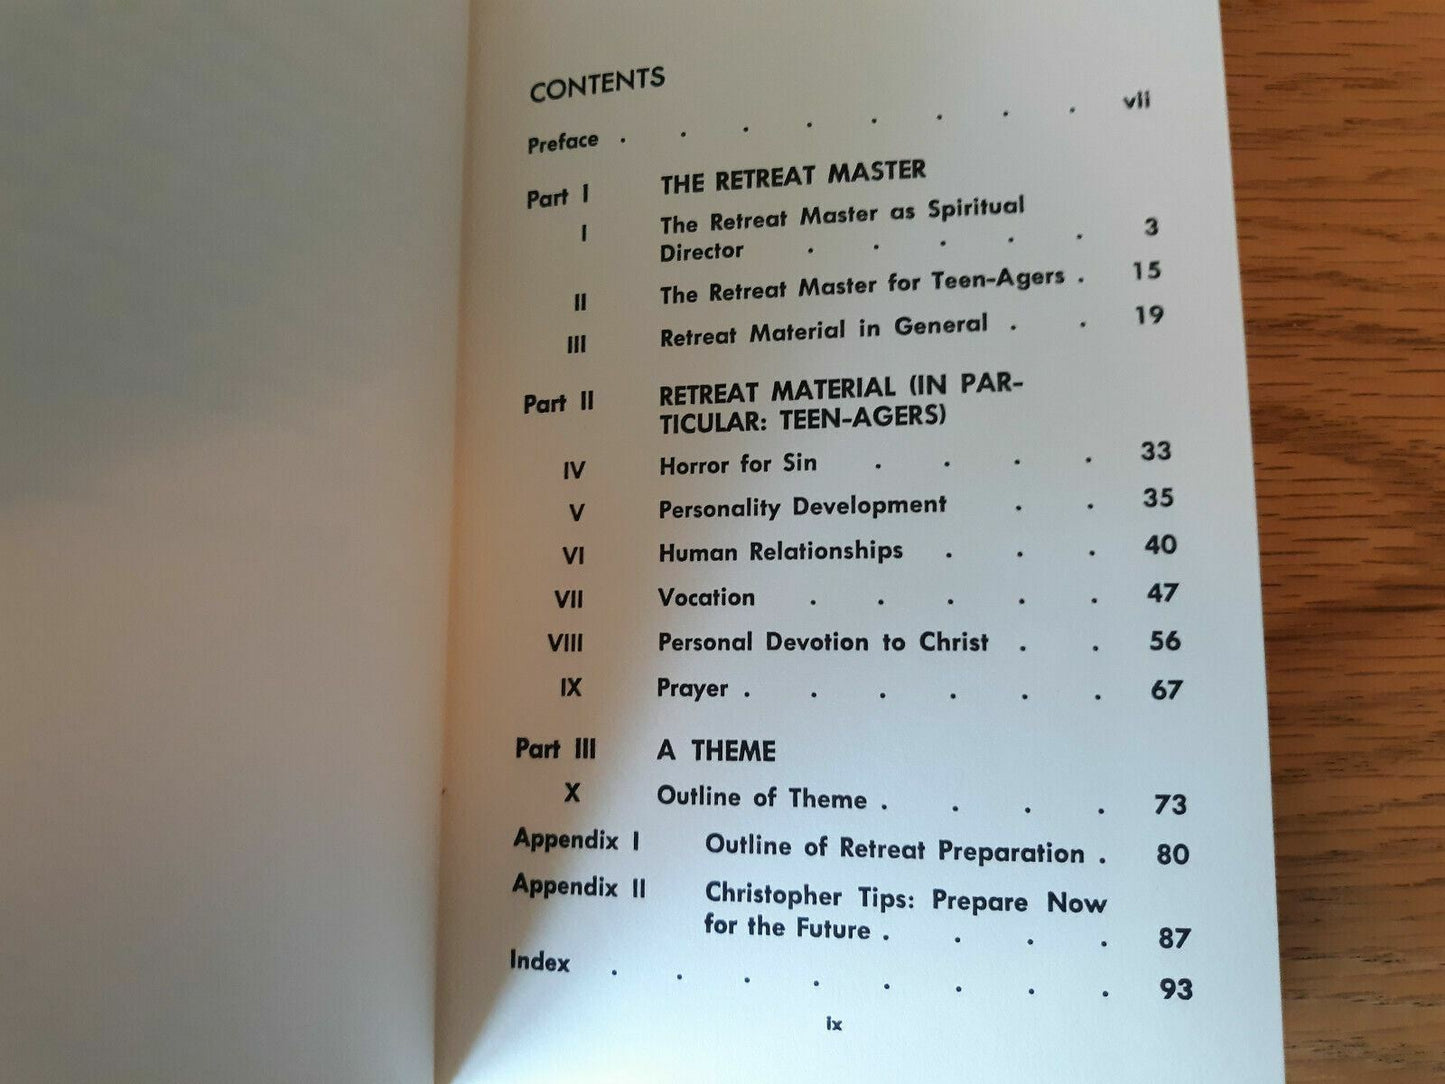 CONTENTS
Preface . . . . . . . . vii
Part I THE RETREAT MASTER
I The Retreat Master as Spiritual
Director . . . . . 3
II The Retreat Master for Teen-Agers . 15
III Retreat Material in General . . 19
Part II RETREAT MATERIAL (IN PAR-
TICULAR: TEEN-AGERS)
IV Horror for Sin . . . . 33
V Personality Development . . 35
VI Human Relationships . . . 40
VII Vocation . . . . . 47
VIII Personal Devotion to Christ . . 56
IX Prayer . . . . . . 67
Part III A THEME
X Outline of Theme . . . . 73
Appendix I Outline of Retreat Preparation . 80
Appendix II Christopher Tips: Prepare Now
for the Future . . . . 87
Index . . . . . . . . 93
ix